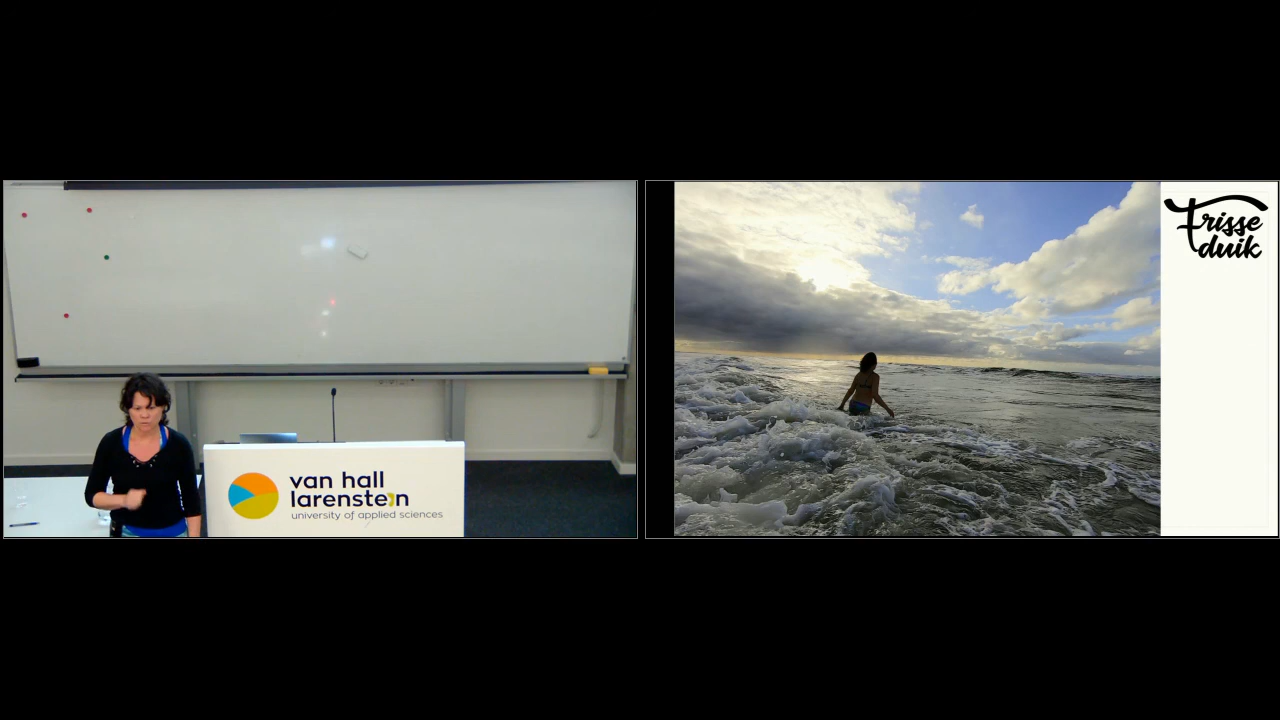 van hall
larenstein
university of applied sciences
Frisse
duik